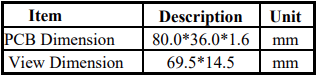 Item Description Unit
PCB Dimension 80.0*36.0*1.6 mm
View Dimension 69.5*14.5 mm